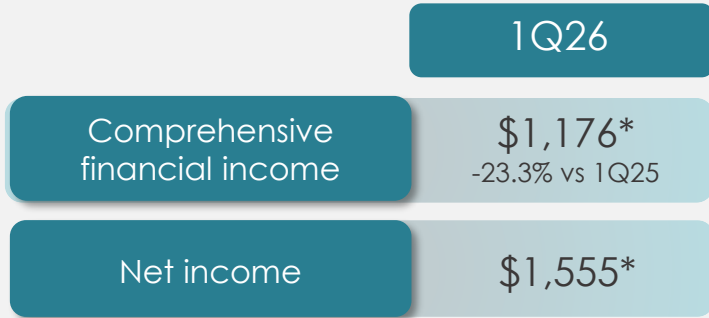 1Q26
Comprehensive
financial income
$1,176*
-23.3% vs 1Q25
Net income
$1,555*